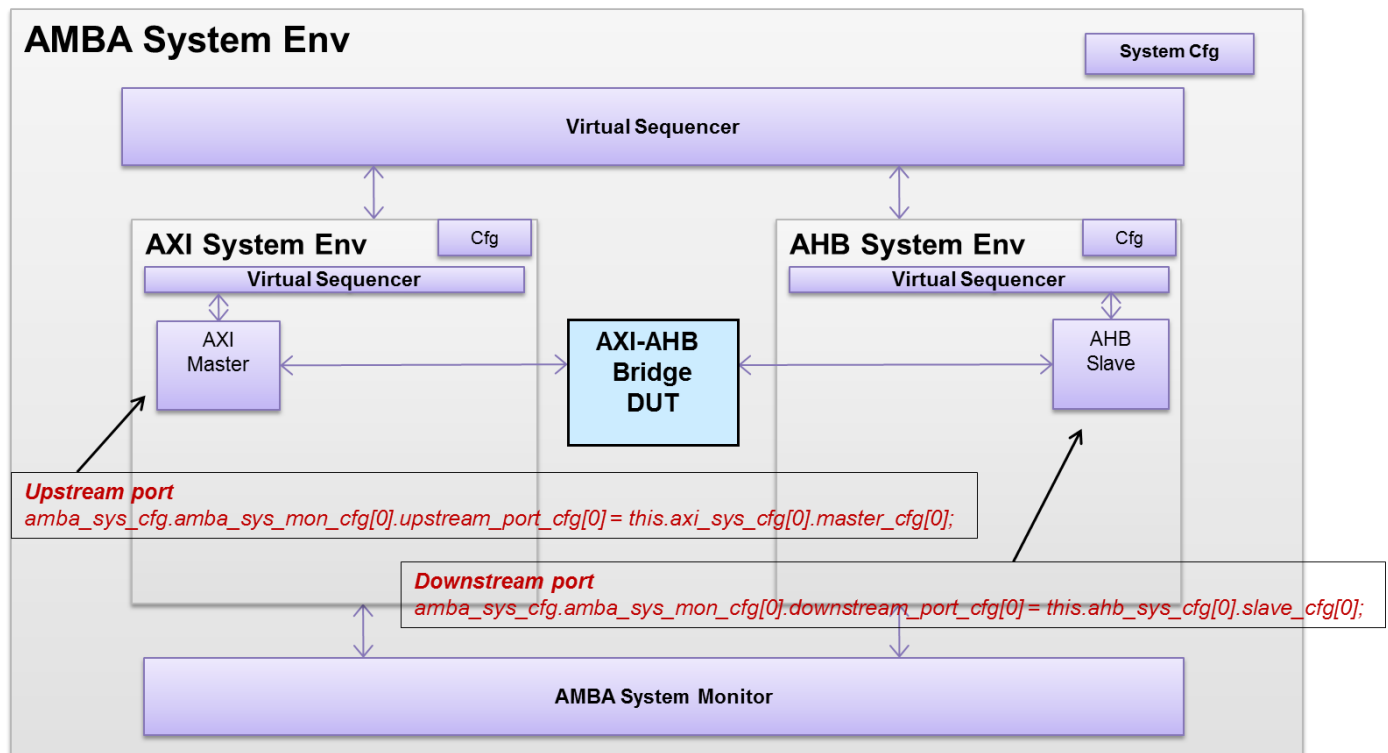 AMBA System Env
System Cfg
Virtual Sequencer
AXI System Env
Cfg
Virtual Sequencer
AXI
Master
AXI-AHB
Bridge
DUT
AHB System Env
Cfg
Virtual Sequencer
AHB
Slave
Upstream port
amba_sys_cfg.amba_sys_mon_cfg[0].upstream_port_cfg[0] = this.axi_sys_cfg[0].master_cfg[0];
Downstream port
amba_sys_cfg.amba_sys_mon_cfg[0].downstream_port_cfg[0] = this.ahb_sys_cfg[0].slave_cfg[0];
AMBA System Monitor